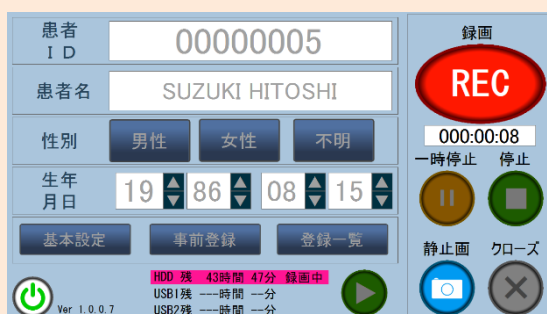 患者
ID
00000005
患者名
SUZUKI HITOSHI
性別
男性
女性
不明
生年
月日
19
86
08
15
基本設定
事前登録
登録一覧
HDD 残 43時間 47分 録画中
USB1残 ---時間 --分
USB2残 ---時間 --分
Ver 1.0.0.7
録画
REC
000:00:08
一時停止
停止
静止画
クローズ